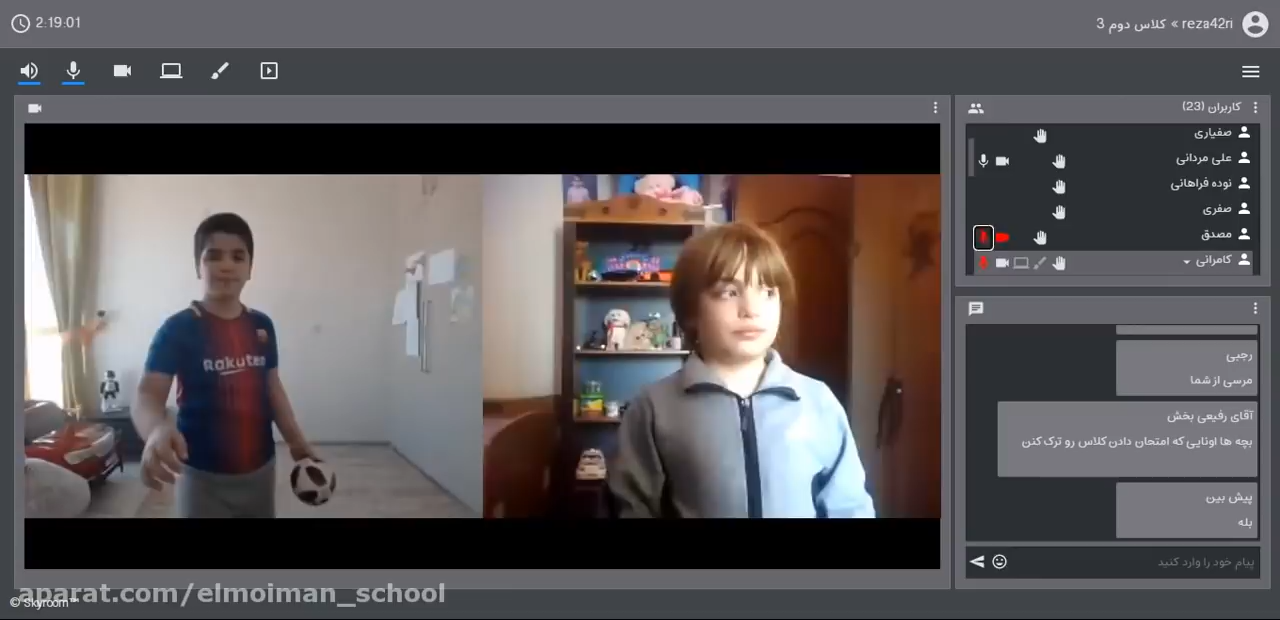 2:19:01
reza42ri » کلاس دوم 3
کاربران (23)
صفیاری
علی مردانی
نوده فراهانی
صفری
مصدق
کامرانی
Rakuten
رجبی
مرسی از شما
آقای رفیعی بخش
بچه ها اونایی که امتحان دادن کلاس رو ترک کنن
پیش بین
بله
پیام خود را وارد کنید
aparat.com/elmoiman_school
© Skyroom™